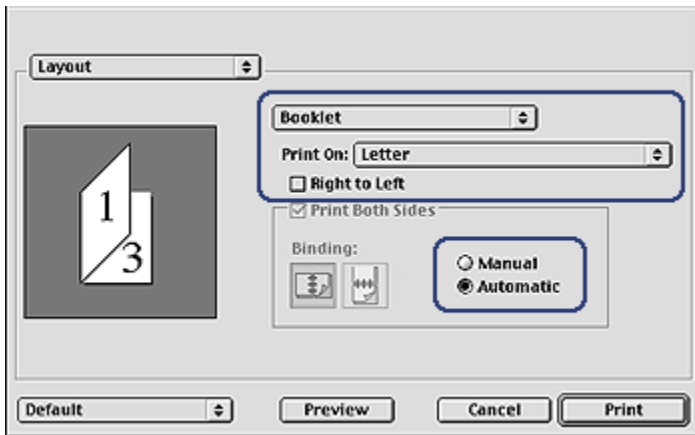 Layout
Booklet
Print On: Letter
Right to Left
Print Both Sides
Binding:
Manual
Automatic
1
3
Default
Preview
Cancel
Print